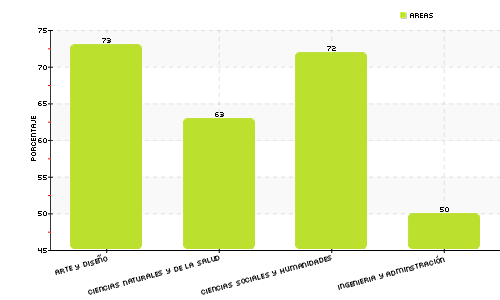 AREAS
75
73
72
70
65
63
60
55
50
50
45
PORCENTAJE
ARTE Y DISEÑO
CIENCIAS NATURALES Y DE LA SALUD
CIENCIAS SOCIALES Y HUMANIDADES
INGENIERIA Y ADMINSTRACIÓN